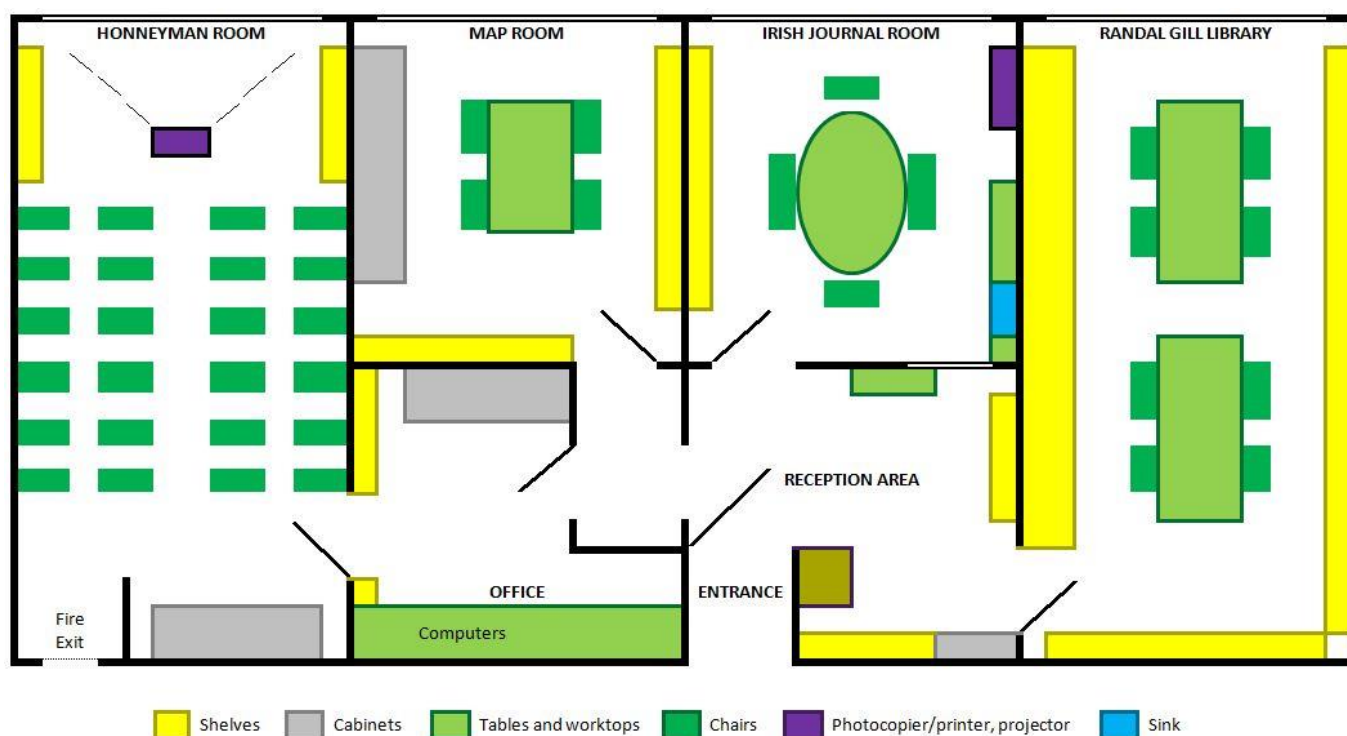 HONNEYMAN ROOM
MAP ROOM
IRISH JOURNAL ROOM
RANDAL GILL LIBRARY
RECEPTION AREA
OFFICE
ENTRANCE
Fire
Exit
Computers
Shelves
Cabinets
Tables and worktops
Chairs
Photocopier/printer, projector
Sink